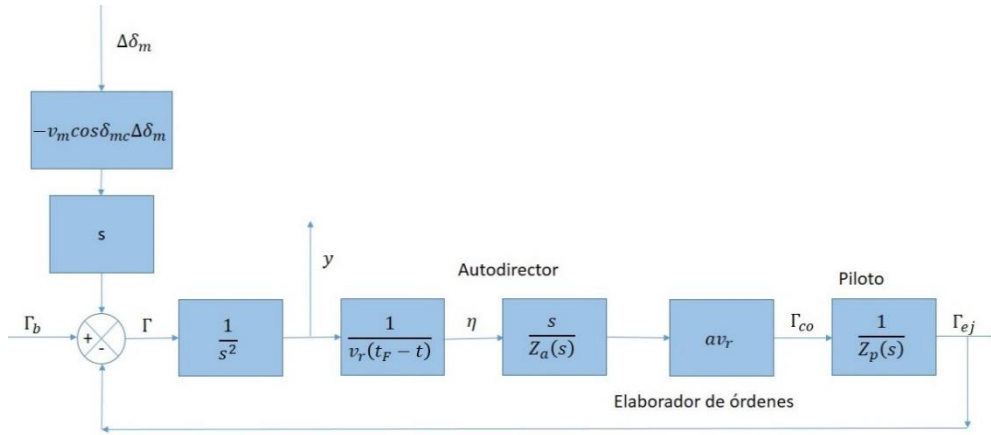 Δδ_m
−v_m cosδ_mc Δδ_m
s
Γ_b
+
-
Γ
1/s²
y
1/(v_r(t_F − t))
η
Autodirector
s/Z_a(s)
av_r
Elaborador de órdenes
Γ_co
Piloto
1/Z_p(s)
Γ_ej